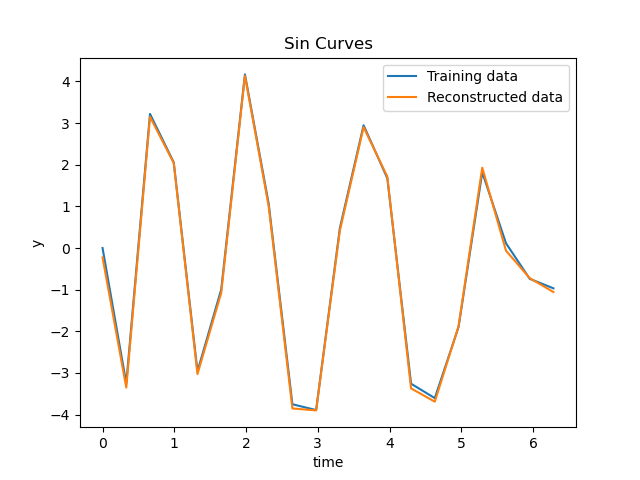 Sin Curves
Training data
Reconstructed data
y
4
3
2
1
0
−1
−2
−3
−4
0 1 2 3 4 5 6
time